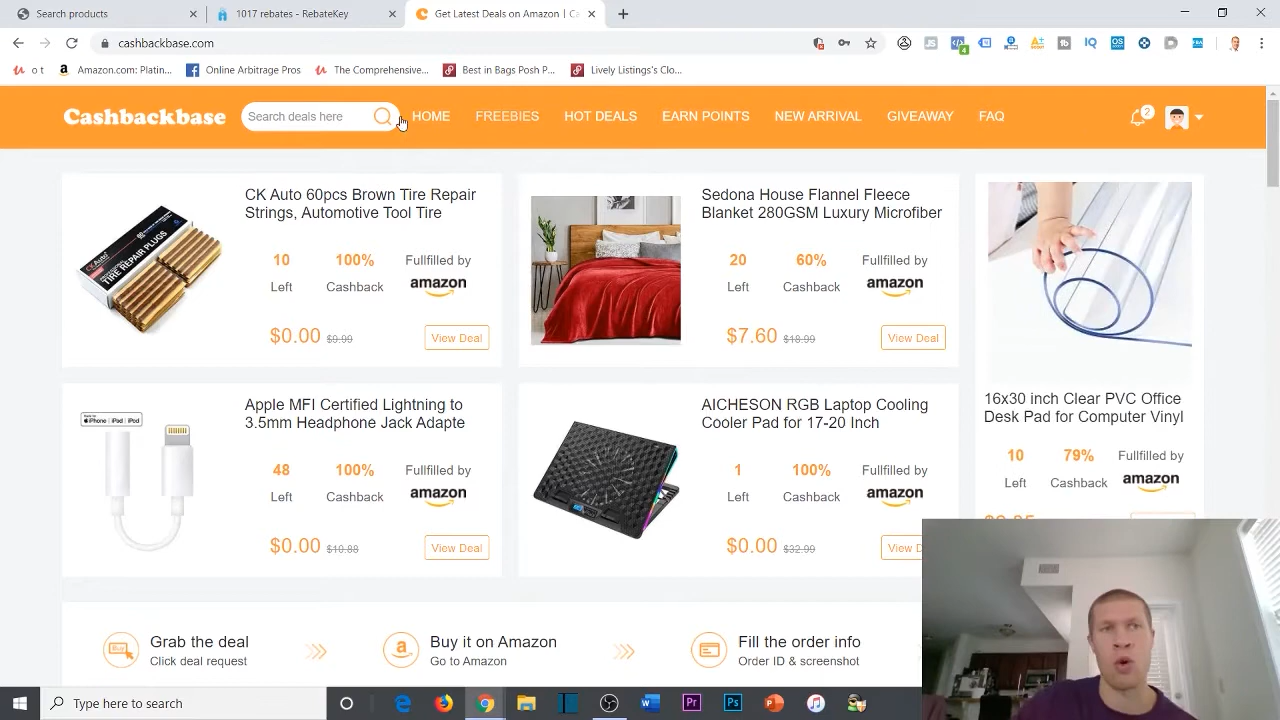 Search products
1017 rebates - RebateKey
Get Latest Deals on Amazon | Ca
cashbackbase.com
o t
Amazon.com: Platin...
Online Arbitrage Pros
The Comprehensive...
Best in Bags Posh P...
Lively Listings's Clo...
Cashbackbase
Search deals here
HOME
FREEBIES
HOT DEALS
EARN POINTS
NEW ARRIVAL
GIVEAWAY
FAQ
2
CK Auto 60pcs Brown Tire Repair
Strings, Automotive Tool Tire
10
100%
Fullfilled by
Left
Cashback
amazon
$0.00 $9.99
View Deal
Sedona House Flannel Fleece
Blanket 280GSM Luxury Microfiber
20
60%
Fullfilled by
Left
Cashback
amazon
$7.60 $18.99
View Deal
Apple MFI Certified Lightning to
3.5mm Headphone Jack Adapte
48
100%
Fullfilled by
Left
Cashback
amazon
$0.00 $10.88
View Deal
AICHESON RGB Laptop Cooling
Cooler Pad for 17-20 Inch
1
100%
Fullfilled by
Left
Cashback
amazon
$0.00 $32.99
View D
16x30 inch Clear PVC Office
Desk Pad for Computer Vinyl
10
79%
Fullfilled by
Left
Cashback
amazon
Grab the deal
Click deal request
Buy it on Amazon
Go to Amazon
Fill the order info
Order ID & screenshot
Type here to search